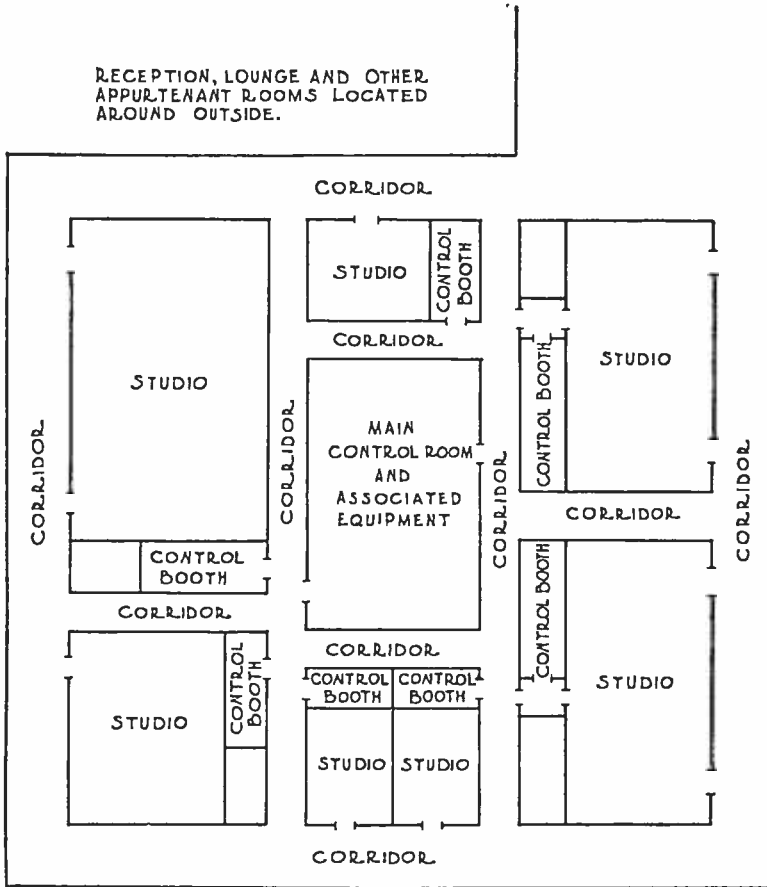 RECEPTION, LOUNGE AND OTHER
APPURTENANT ROOMS LOCATED
AROUND OUTSIDE.
CORRIDOR
STUDIO
CONTROL
BOOTH
CORRIDOR
STUDIO
STUDIO
CONTROL BOOTH
MAIN
CONTROL ROOM
AND
ASSOCIATED
EQUIPMENT
CORRIDOR
CORRIDOR
CORRIDOR
CORRIDOR
CORRIDOR
CONTROL
BOOTH
CONTROL BOOTH
CORRIDOR
CORRIDOR
CONTROL
BOOTH
CONTROL
BOOTH
CONTROL
BOOTH
STUDIO
STUDIO
STUDIO
STUDIO
CORRIDOR